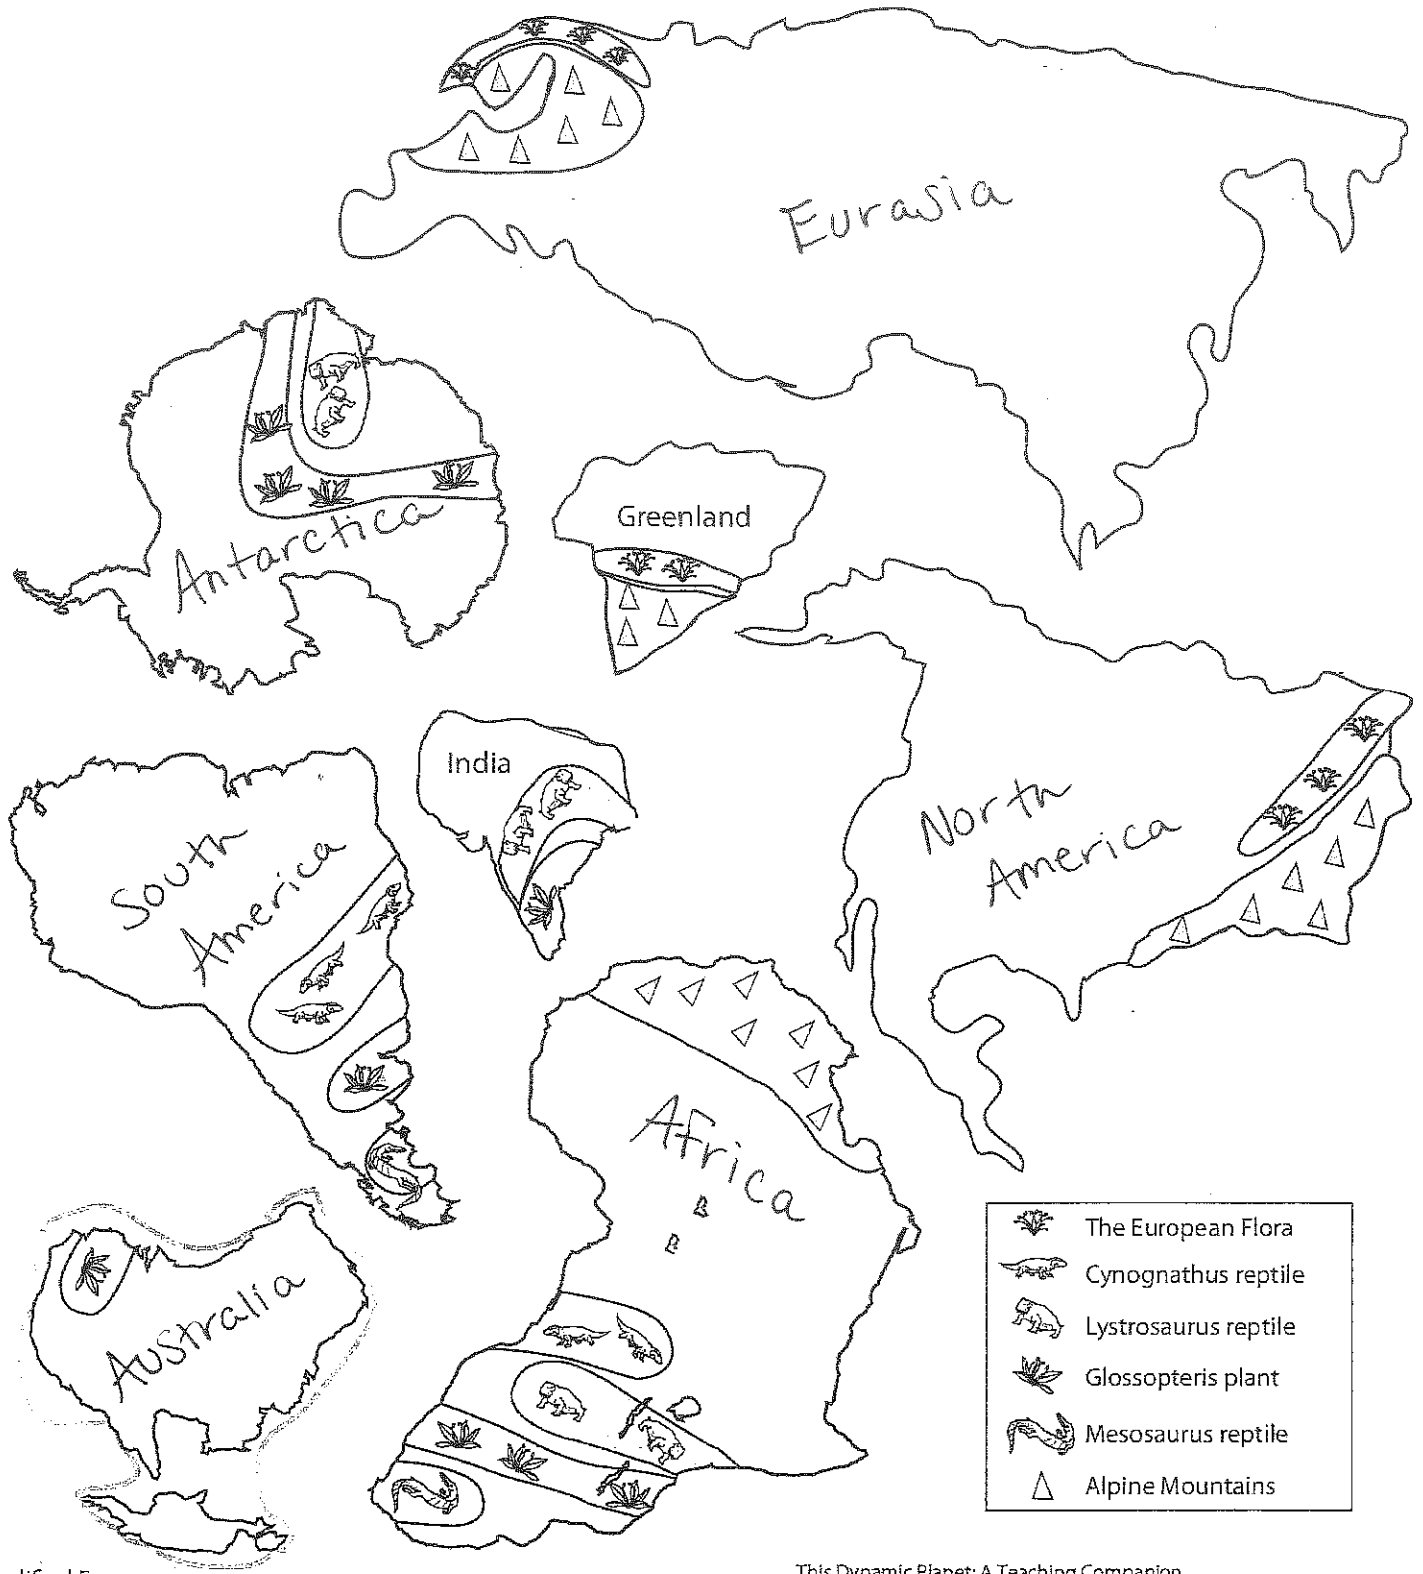 Eurasia
Antarctica
Greenland
India
South
America
North
America
Africa
Australia
The European Flora
Cynognathus reptile
Lystrosaurus reptile
Glossopteris plant
Mesosaurus reptile
Alpine Mountains
This Dynamic Planet: A Teaching Companion